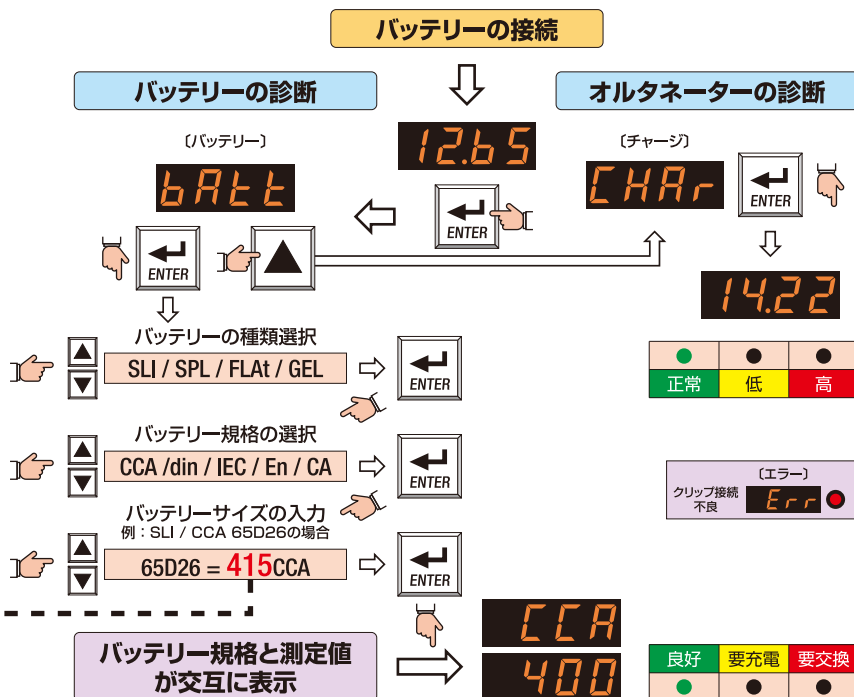 バッテリーの接続
バッテリーの診断
オルタネーターの診断
〔バッテリー〕
12.65
〔チャージ〕
bAtt
CHAr
ENTER
ENTER
ENTER
14.22
バッテリーの種類選択
SLI / SPL / FLAt / GEL
ENTER
正常 低 高
バッテリー規格の選択
CCA /din / IEC / En / CA
ENTER
〔エラー〕
クリップ接続
不良
Err
バッテリーサイズの入力
例：SLI / CCA 65D26の場合
65D26 = 415CCA
ENTER
CCA
400
バッテリー規格と測定値
が交互に表示
良好 要充電 要交換